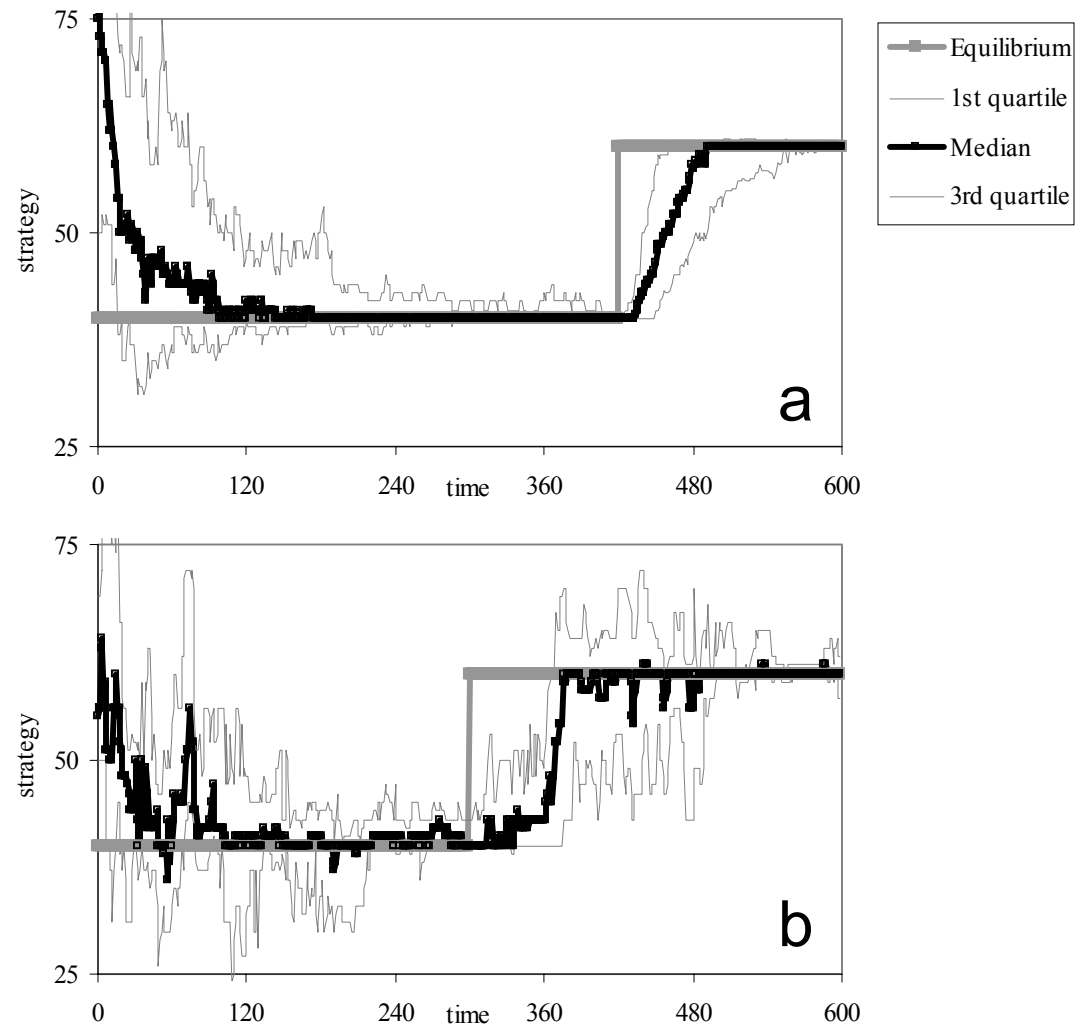 75
50
25
strategy
0 120 240 time 360 480 600
a
Equilibrium
1st quartile
Median
3rd quartile
75
50
25
strategy
0 120 240 time 360 480 600
b